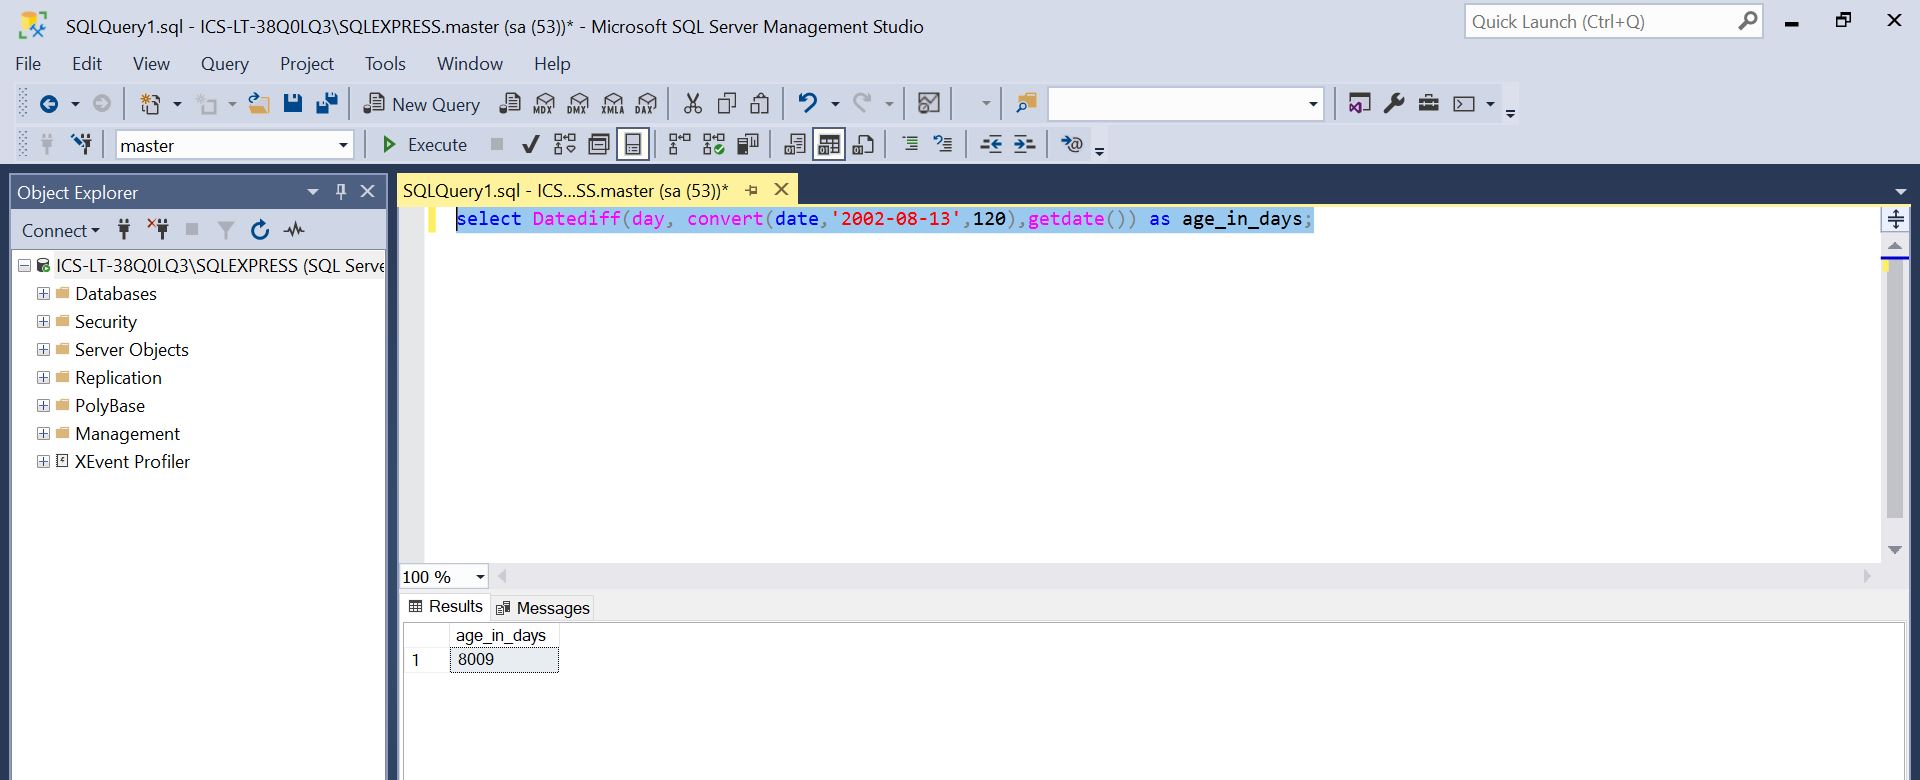 SQLQuery1.sql - ICS-LT-38Q0LQ3\SQLEXPRESS.master (sa (53))* - Microsoft SQL Server Management Studio
Quick Launch (Ctrl+Q)
File Edit View Query Project Tools Window Help
New Query MDX DMX XMLA DAX
master Execute
Object Explorer
SQLQuery1.sql - ICS...SS.master (sa (53))*
Connect
select Datediff(day, convert(date,'2002-08-13',120),getdate()) as age_in_days;
ICS-LT-38Q0LQ3\SQLEXPRESS (SQL Serve
Databases
Security
Server Objects
Replication
PolyBase
Management
XEvent Profiler
100 %
Results Messages
age_in_days
1 8009